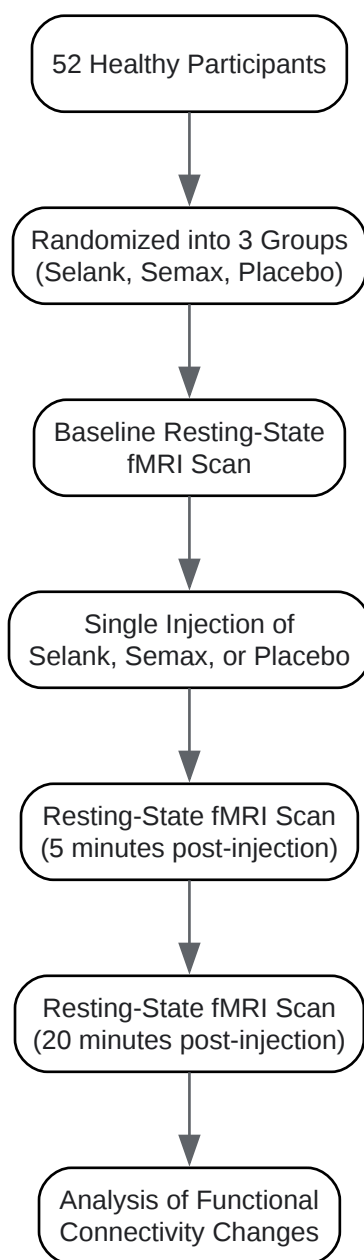 52 Healthy Participants
Randomized into 3 Groups
(Selank, Semax, Placebo)
Baseline Resting-State
fMRI Scan
Single Injection of
Selank, Semax, or Placebo
Resting-State fMRI Scan
(5 minutes post-injection)
Resting-State fMRI Scan
(20 minutes post-injection)
Analysis of Functional
Connectivity Changes